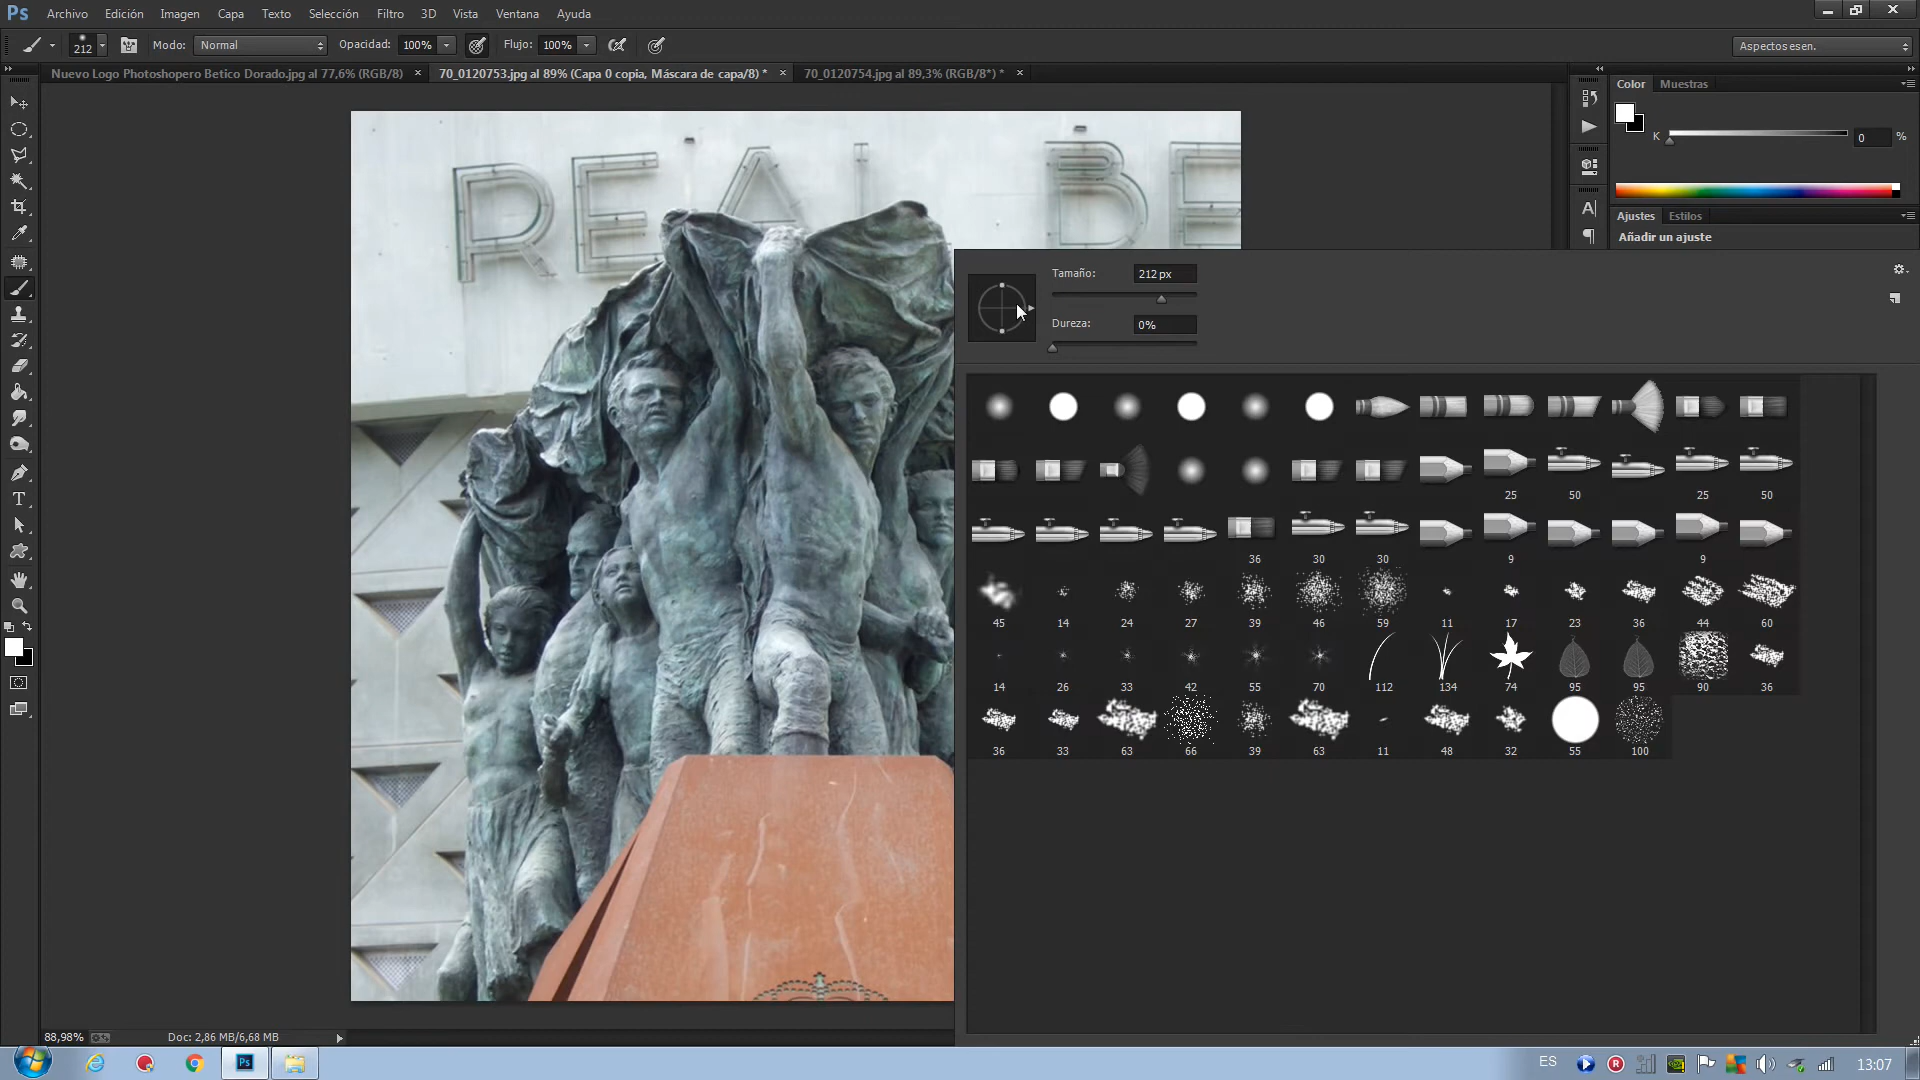 Ps Archivo Edición Imagen Capa Texto Selección Filtro 3D Vista Ventana Ayuda
212 Modo: Normal Opacidad: 100% Flujo: 100% Aspectos esen.
Nuevo Logo Photoshopero Betico Dorado.jpg al 77,6% (RGB/8) × 70_0120753.jpg al 89% (Capa 0 copia, Máscara de capa/8) * × 70_0120754.jpg al 89,3% (RGB/8*) * ×
Color Muestras
K 0 %
REAL BE
Ajustes Estilos
Añadir un ajuste
Tamaño: 212 px
Dureza: 0%
25 50 25 50
36 30 30 9 9
45 14 24 27 39 46 59 11 17 23 36 44 60
14 26 33 42 55 70 112 134 74 95 95 90 36
36 33 63 66 39 63 11 48 32 55 100
88,98% Doc: 2,86 MB/6,68 MB
Ps ES 13:07